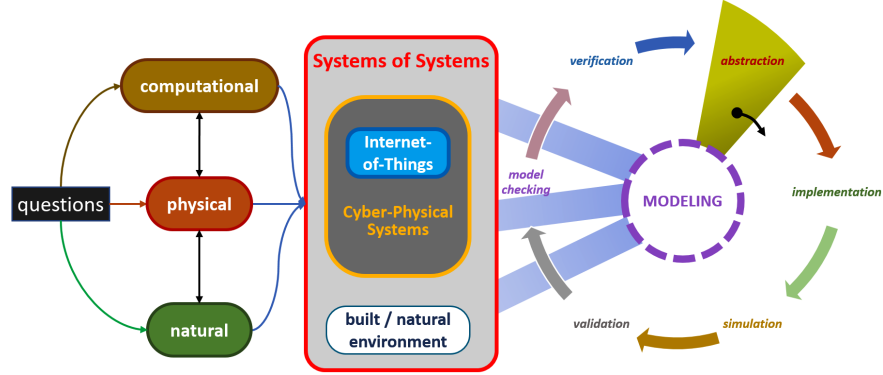 questions
computational
physical
natural
Systems of Systems
Internet-
of-Things
Cyber-Physical
Systems
built / natural
environment
MODELING
abstraction
implementation
simulation
validation
model
checking
verification